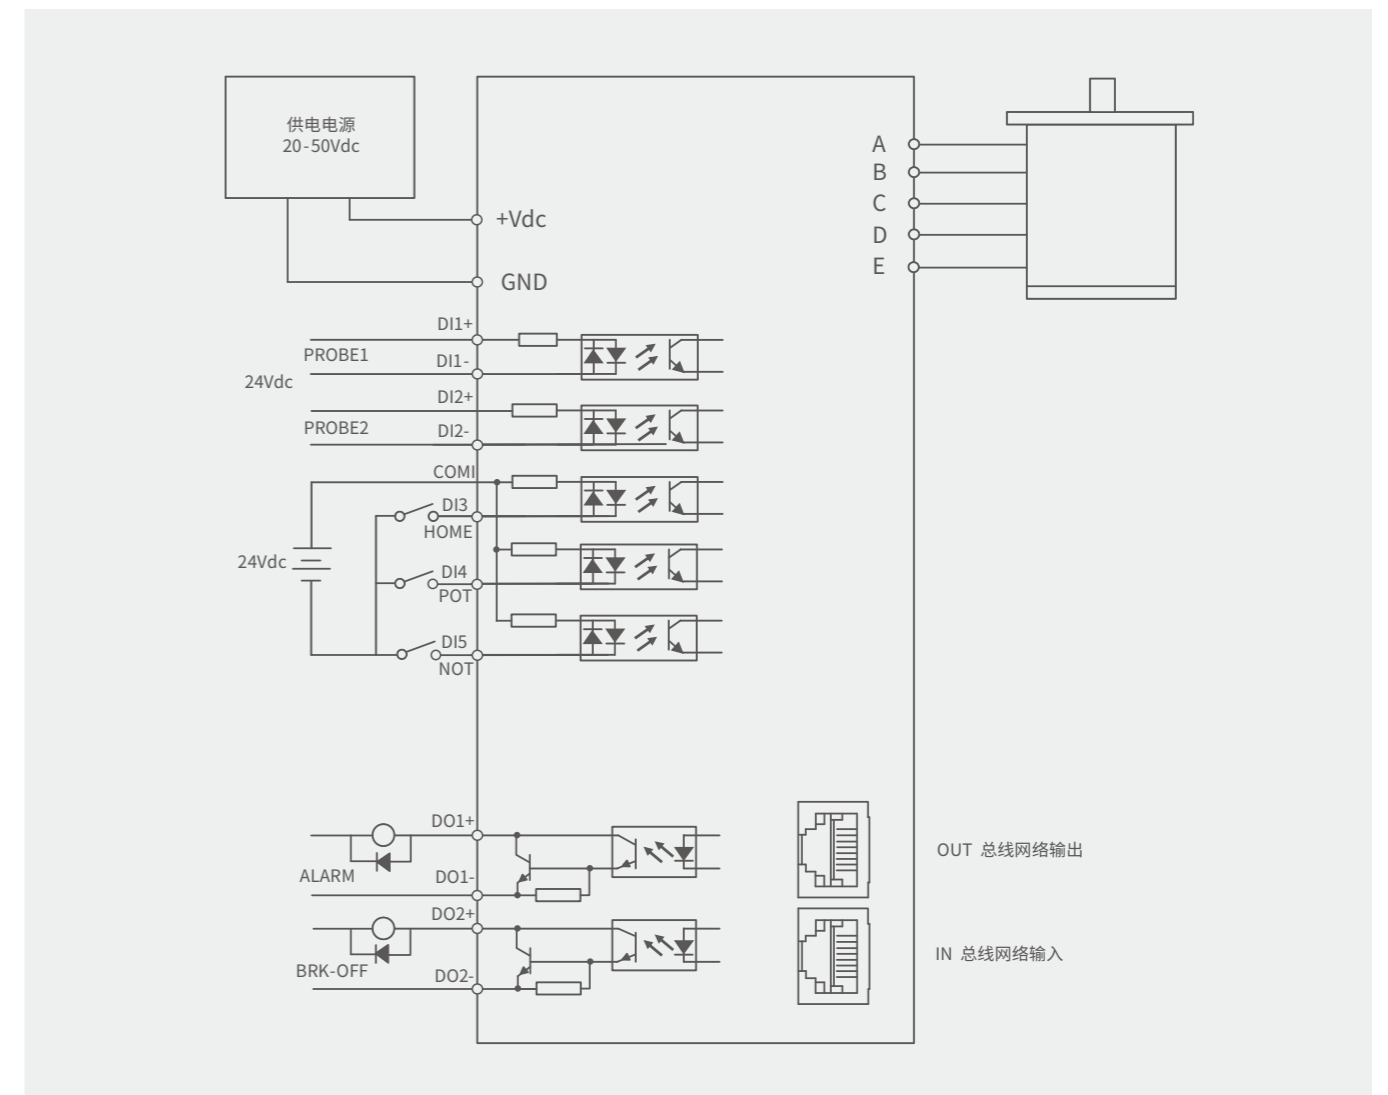 供电电源
20-50Vdc
+Vdc
GND
A
B
C
D
E
DI1+
PROBE1
DI1-
24Vdc
DI2+
PROBE2
DI2-
COMI
DI3
HOME
24Vdc
DI4
POT
DI5
NOT
DO1+
ALARM
DO1-
DO2+
BRK-OFF
DO2-
OUT 总线网络输出
IN 总线网络输入